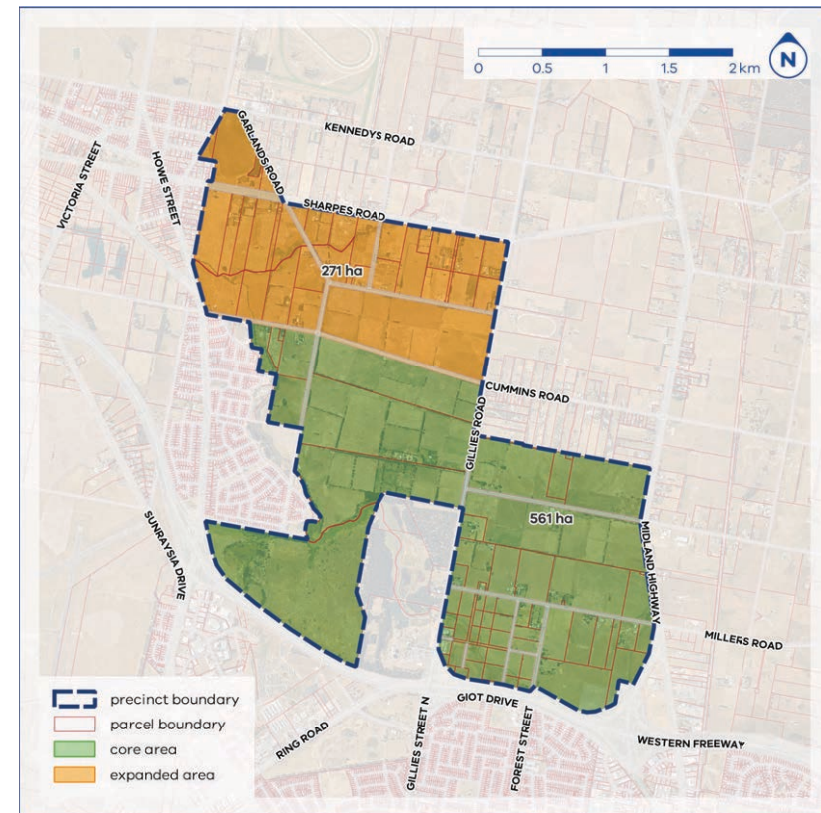 0 0.5 1 1.5 2 km
N
KENNEDYS ROAD
GARLANDS ROAD
VICTORIA STREET
HOWE STREET
SHARPES ROAD
271 ha
CUMMINS ROAD
GILLIES ROAD
561 ha
SUNRAYSIA DRIVE
MIDLAND HIGHWAY
MILLERS ROAD
GIOT DRIVE
RING ROAD
GILLIES STREET N
FOREST STREET
WESTERN FREEWAY
precinct boundary
parcel boundary
core area
expanded area